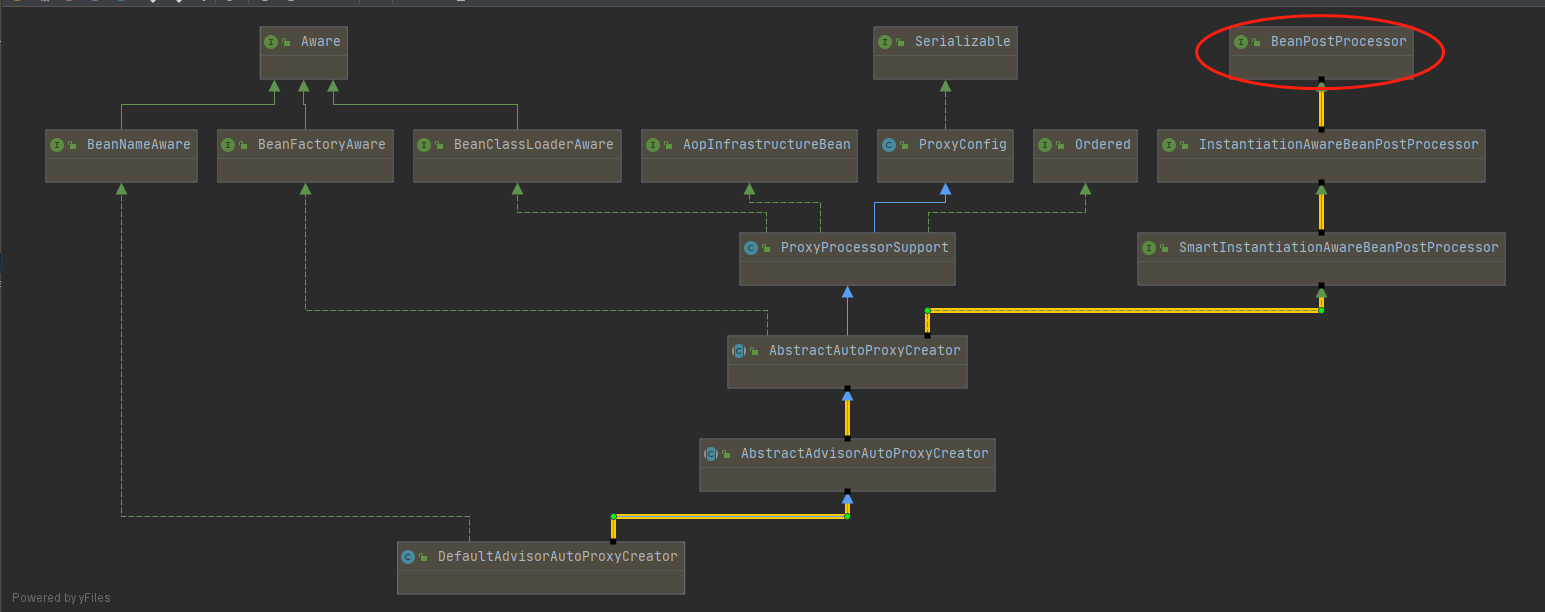 Aware
Serializable
BeanPostProcessor
BeanNameAware
BeanFactoryAware
BeanClassLoaderAware
AopInfrastructureBean
ProxyConfig
Ordered
InstantiationAwareBeanPostProcessor
ProxyProcessorSupport
SmartInstantiationAwareBeanPostProcessor
AbstractAutoProxyCreator
AbstractAdvisorAutoProxyCreator
DefaultAdvisorAutoProxyCreator
Powered by yFiles